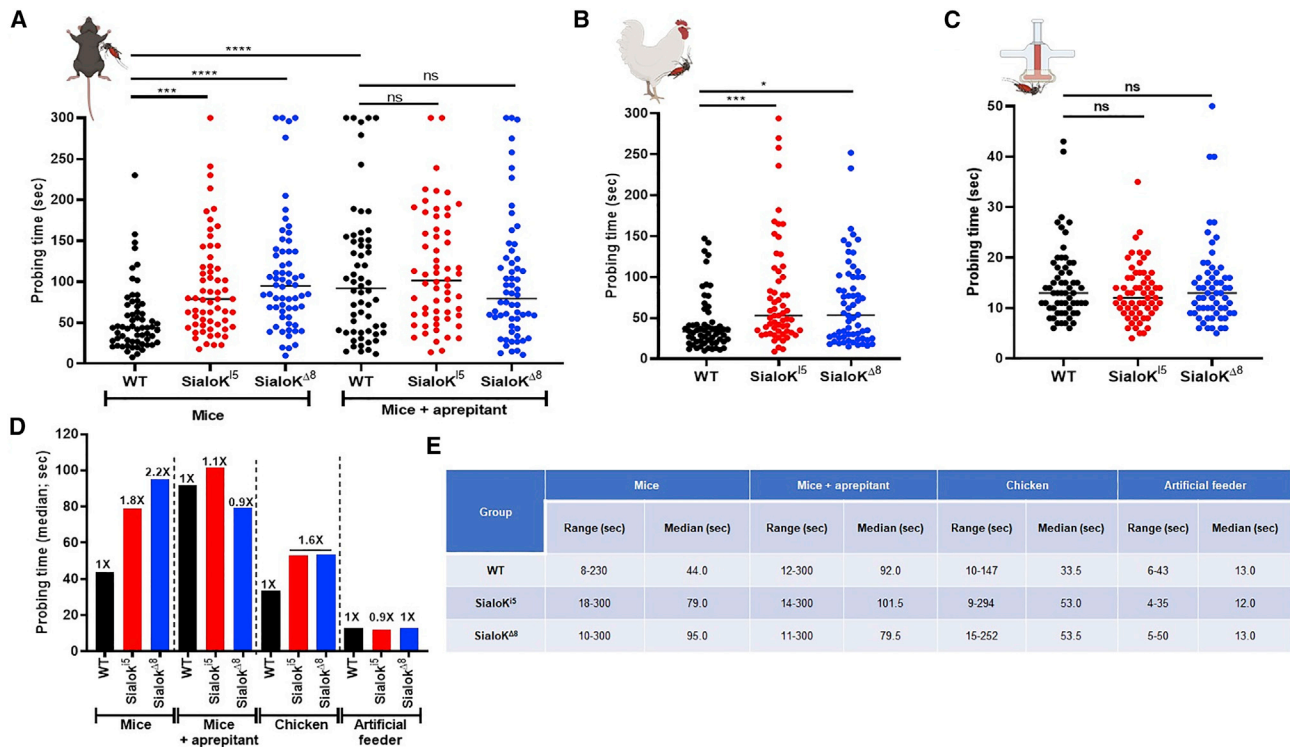 A
****
****
***
ns
ns
Probing time (sec)
300
250
200
150
100
50
0
WT
SialoK^I5
SialoK^Δ8
WT
SialoK^I5
SialoK^Δ8
Mice
Mice + aprepitant
B
*
***
Probing time (sec)
300
250
200
150
100
50
0
WT
SialoK^I5
SialoK^Δ8
C
ns
ns
Probing time (sec)
50
40
30
20
10
0
WT
SialoK^I5
SialoK^Δ8
D
Probing time (median; sec)
120
100
80
60
40
20
0
1X
1.8X
2.2X
1X
1.1X
0.9X
1X
1.6X
1X
0.9X
1X
WT
Sialok^I5
Sialok^Δ8
WT
Sialok^I5
Sialok^Δ8
WT
Sialok^I5
Sialok^Δ8
WT
Sialok^I5
Sialok^Δ8
Mice
Mice
+ aprepitant
Chicken
Artificial
feeder
E
Group Mice Mice + aprepitant Chicken Artificial feeder
Range (sec) Median (sec) Range (sec) Median (sec) Range (sec) Median (sec) Range (sec) Median (sec)
WT 8-230 44.0 12-300 92.0 10-147 33.5 6-43 13.0
SialoK^i5 18-300 79.0 14-300 101.5 9-294 53.0 4-35 12.0
SialoK^Δ8 10-300 95.0 11-300 79.5 15-252 53.5 5-50 13.0